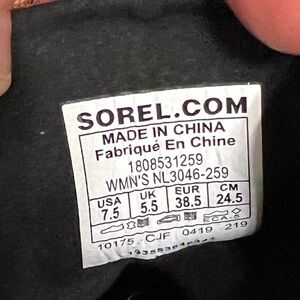 SOREL.COM
MADE IN CHINA
Fabriqué En Chine
1808531259
WMN'S NL3046-259
USA UK EUR CM
7.5 5.5 38.5 24.5
10175 CJF 0419 219